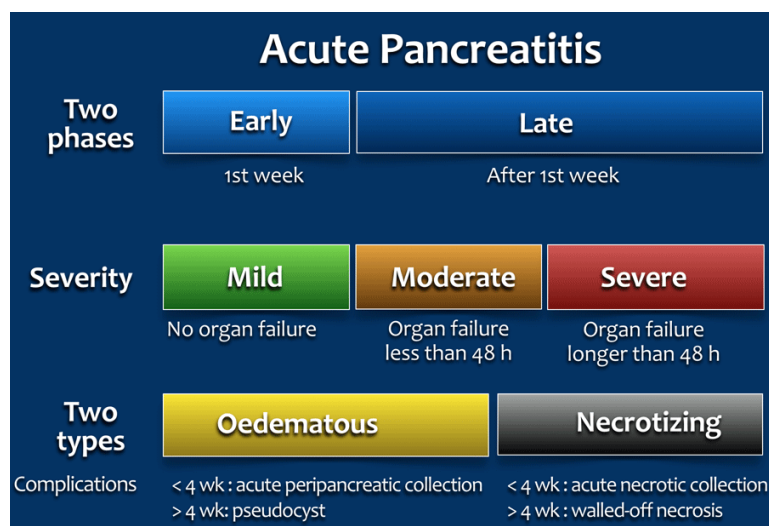 Acute Pancreatitis
Two
phases
Early
Late
1st week
After 1st week
Severity
Mild
Moderate
Severe
No organ failure
Organ failure
less than 48 h
Organ failure
longer than 48 h
Two
types
Oedematous
Necrotizing
Complications
< 4 wk : acute peripancreatic collection
> 4 wk: pseudocyst
< 4 wk : acute necrotic collection
> 4 wk : walled-off necrosis